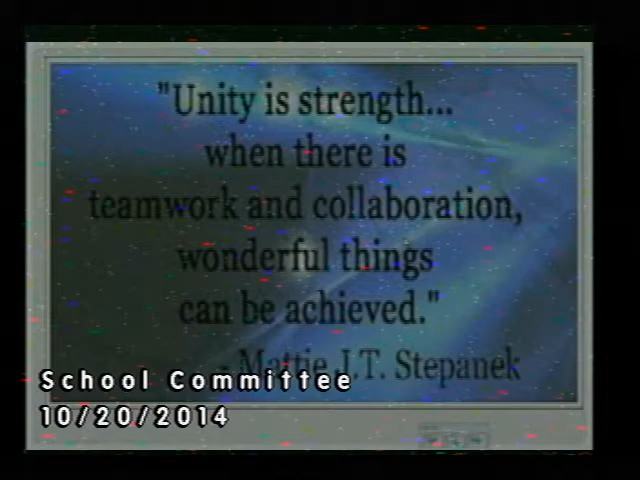 "Unity is strength...
when there is
teamwork and collaboration,
wonderful things
can be achieved."
- Mattie J.T. Stepanek
School Committee
10/20/2014